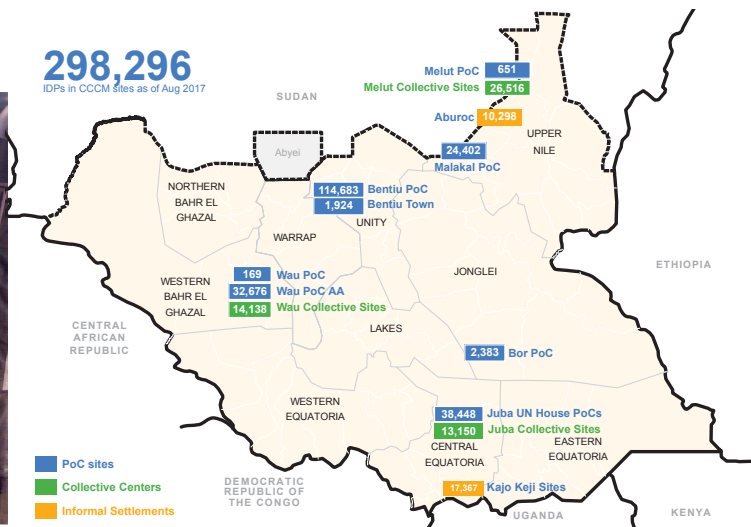 298,296
IDPs in CCCM sites as of Aug 2017
SUDAN
Melut PoC 651
Melut Collective Sites 26,516
Aburoc 10,298
UPPER
NILE
24,402
Malakal PoC
Abyei
NORTHERN
BAHR EL
GHAZAL
114,683 Bentiu PoC
1,924 Bentiu Town
UNITY
WARRAP
ETHIOPIA
JONGLEI
169 Wau PoC
32,676 Wau PoC AA
14,138 Wau Collective Sites
WESTERN
BAHR EL
GHAZAL
CENTRAL
AFRICAN
REPUBLIC
LAKES
2,383 Bor PoC
WESTERN
EQUATORIA
38,448 Juba UN House PoCs
13,150 Juba Collective Sites
CENTRAL
EQUATORIA
EASTERN
EQUATORIA
17,367 Kajo Keji Sites
PoC sites
Collective Centers
Informal Settlements
DEMOCRATIC
REPUBLIC OF
THE CONGO
UGANDA
KENYA